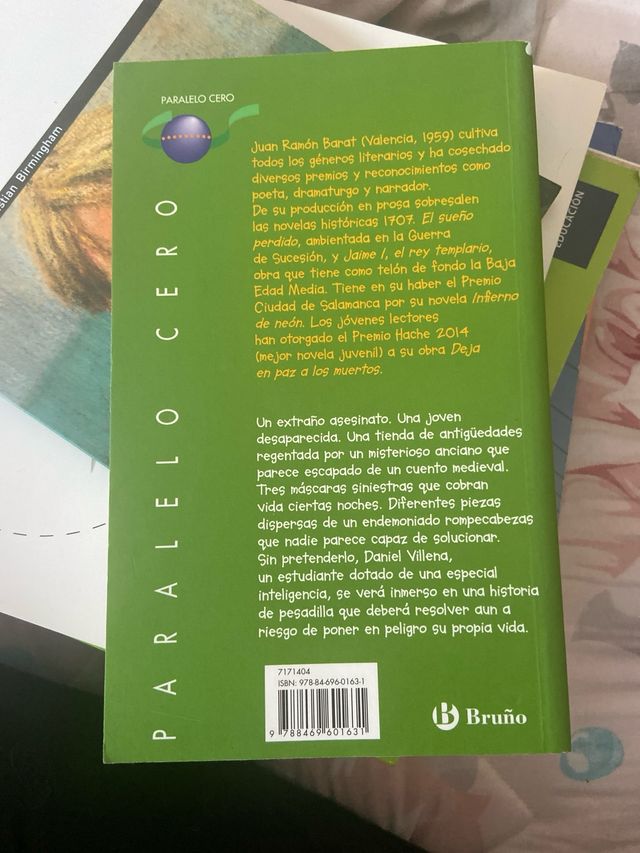 PARALELO CERO
PARALELO CERO
Juan Ramón Barat (Valencia, 1959) cultiva
todos los géneros literarios y ha cosechado
diversos premios y reconocimientos como
poeta, dramaturgo y narrador.
De su producción en prosa sobresalen
las novelas históricas 1707. El sueño
perdido, ambientada en la Guerra
de Sucesión, y Jaime I, el rey templario,
obra que tiene como telón de fondo la Baja
Edad Media. Tiene en su haber el Premio
Ciudad de Salamanca por su novela Infierno
de neón. Los jóvenes lectores
han otorgado el Premio Hache 2014
(mejor novela juvenil) a su obra Deja
en paz a los muertos.
Un extraño asesinato. Una joven
desaparecida. Una tienda de antigüedades
regentada por un misterioso anciano que
parece escapado de un cuento medieval.
Tres máscaras siniestras que cobran
vida ciertas noches. Diferentes piezas
dispersas de un endemoniado rompecabezas
que nadie parece capaz de solucionar.
Sin pretenderlo, Daniel Villena,
un estudiante dotado de una especial
inteligencia, se verá inmerso en una historia
de pesadilla que deberá resolver aun a
riesgo de poner en peligro su propia vida.
7171404
ISBN: 978-84-696-0163-1
9 788469 601631
B Bruño
Birmingham
EDUCACIÓN